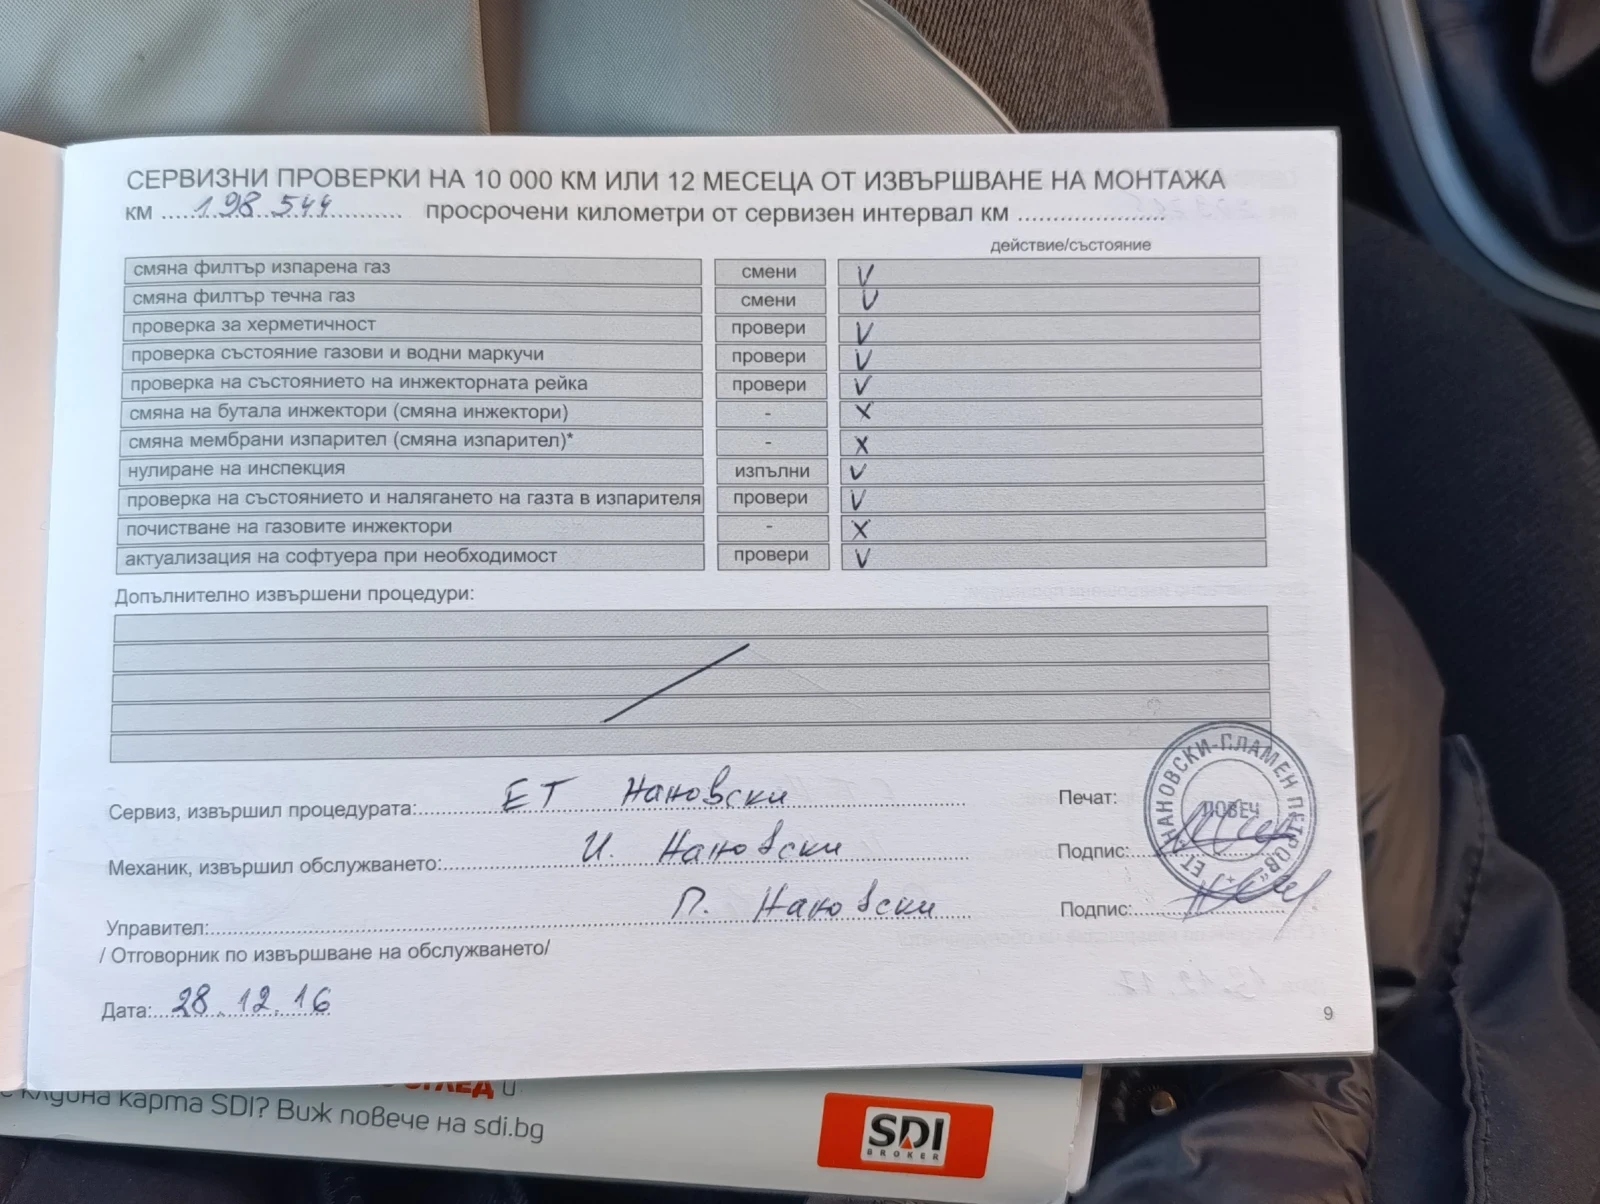 СЕРВИЗНИ ПРОВЕРКИ НА 10 000 КМ ИЛИ 12 МЕСЕЦА ОТ ИЗВЪРШВАНЕ НА МОНТАЖА
км ....198 544.......... просрочени километри от сервизен интервал км ......................
действие/състояние
смяна филтър изпарена газ смени V
смяна филтър течна газ смени V
проверка за херметичност провери V
проверка състояние газови и водни маркучи провери V
проверка на състоянието на инжекторната рейка провери V
смяна на бутала инжектори (смяна инжектори) - X
смяна мембрани изпарител (смяна изпарител)* - X
нулиране на инспекция изпълни V
проверка на състоянието и налягането на газта в изпарителя провери V
почистване на газовите инжектори - X
актуализация на софтуера при необходимост провери V
Допълнително извършени процедури:
Сервиз, извършил процедурата: ЕТ Нановски Печат:
Механик, извършил обслужването: И. Нановски Подпис:
Управител: П. Нановски Подпис:
/ Отговорник по извършване на обслужването/
Дата: 28.12.16
9
ЕТ "НАНОВСКИ-ПЛАМЕН ПЕТРОВ"
ЛОВЕЧ
карта SDI? Виж повече на sdi.bg
SDI
BROKER